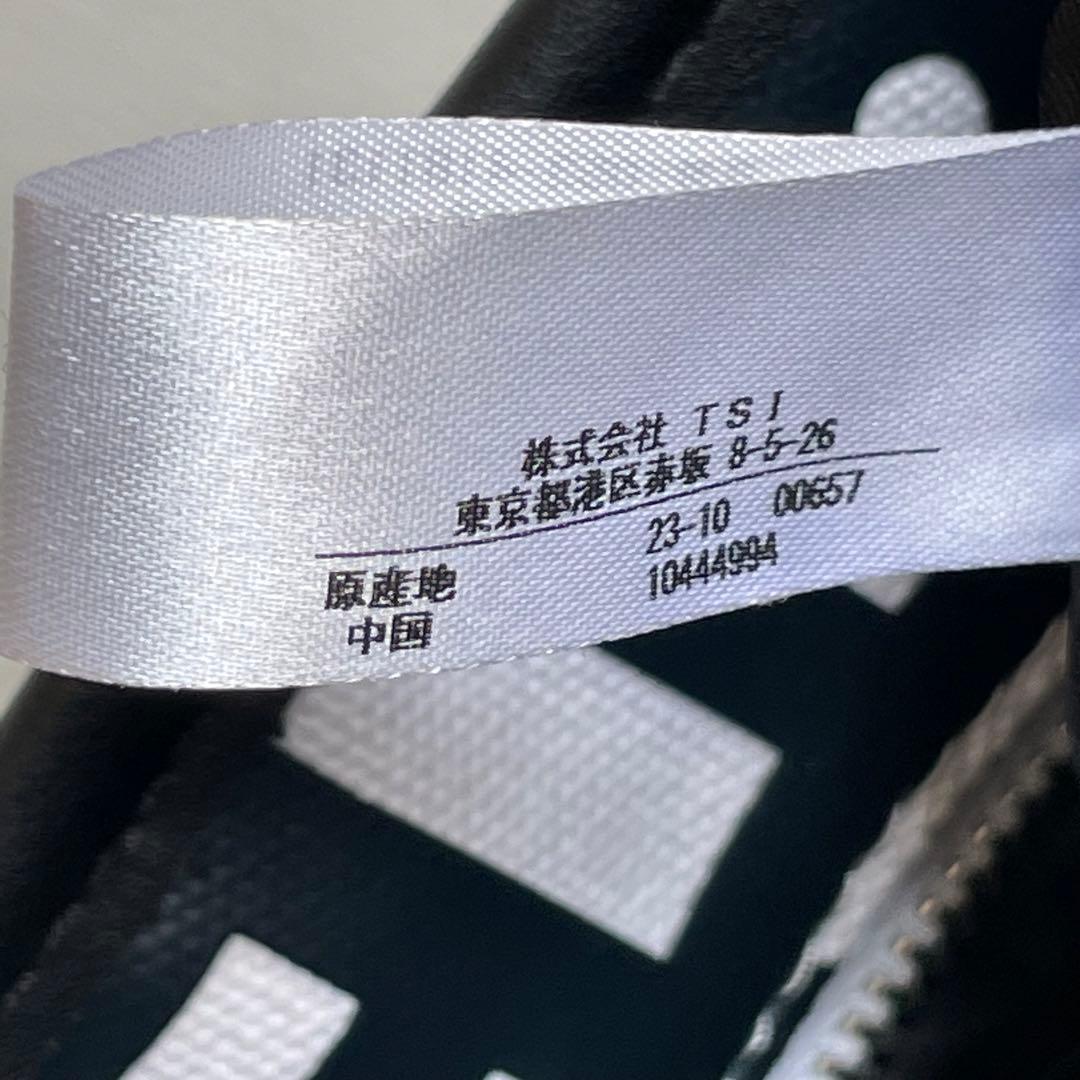 株式会社 TSI
東京都港区赤坂 8-5-26
23-10 00657
10444994
原産地
中国